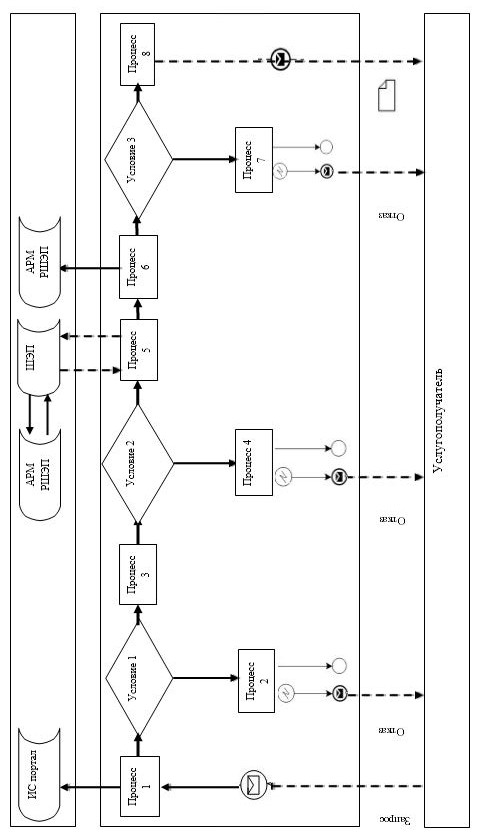 ИС портал
АРМ
РШЭП
ШЭП
АРМ
РШЭП
Процесс
1
Условие 1
Процесс
3
Условие 2
Процесс
5
Процесс
6
Условие 3
Процесс
8
Процесс
2
Процесс 4
Процесс
7
Запрос
Отказ
Отказ
Отказ
Услугополучатель